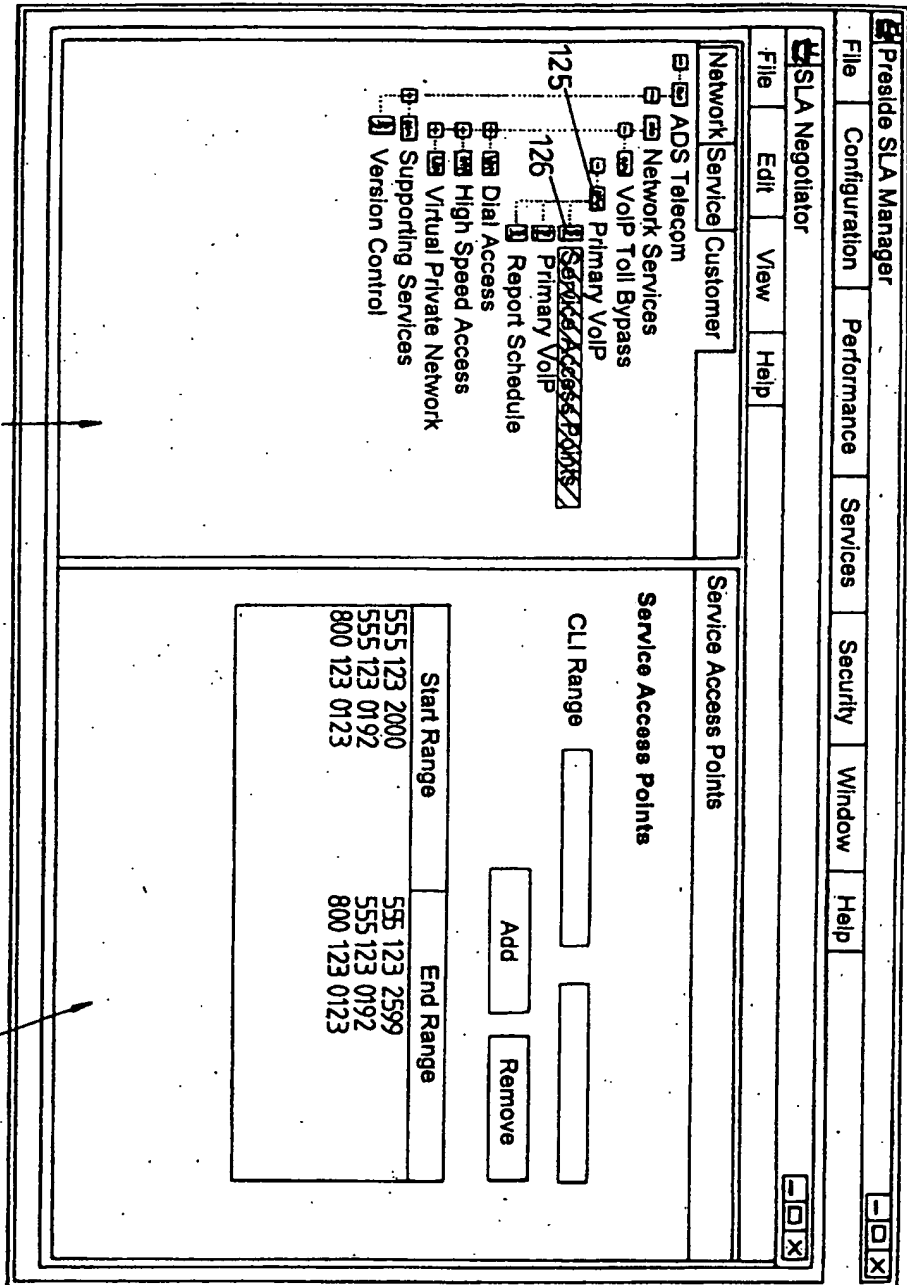 Preside SLA Manager
File Configuration Performance Services Security Window Help
SLA Negotiator
File Edit View Help
Network Service Customer
ADS Telecom
Network Services
VoIP Toll Bypass
Primary VoIP
Service Access Points
Primary VoIP
Report Schedule
Dial Access
High Speed Access
Virtual Private Network
Supporting Services
Version Control
125
126
Service Access Points
Service Access Points
CLI Range
Add Remove
Start Range End Range
555 123 2000 555 123 2599
555 123 0192 555 123 0192
800 123 0123 800 123 0123